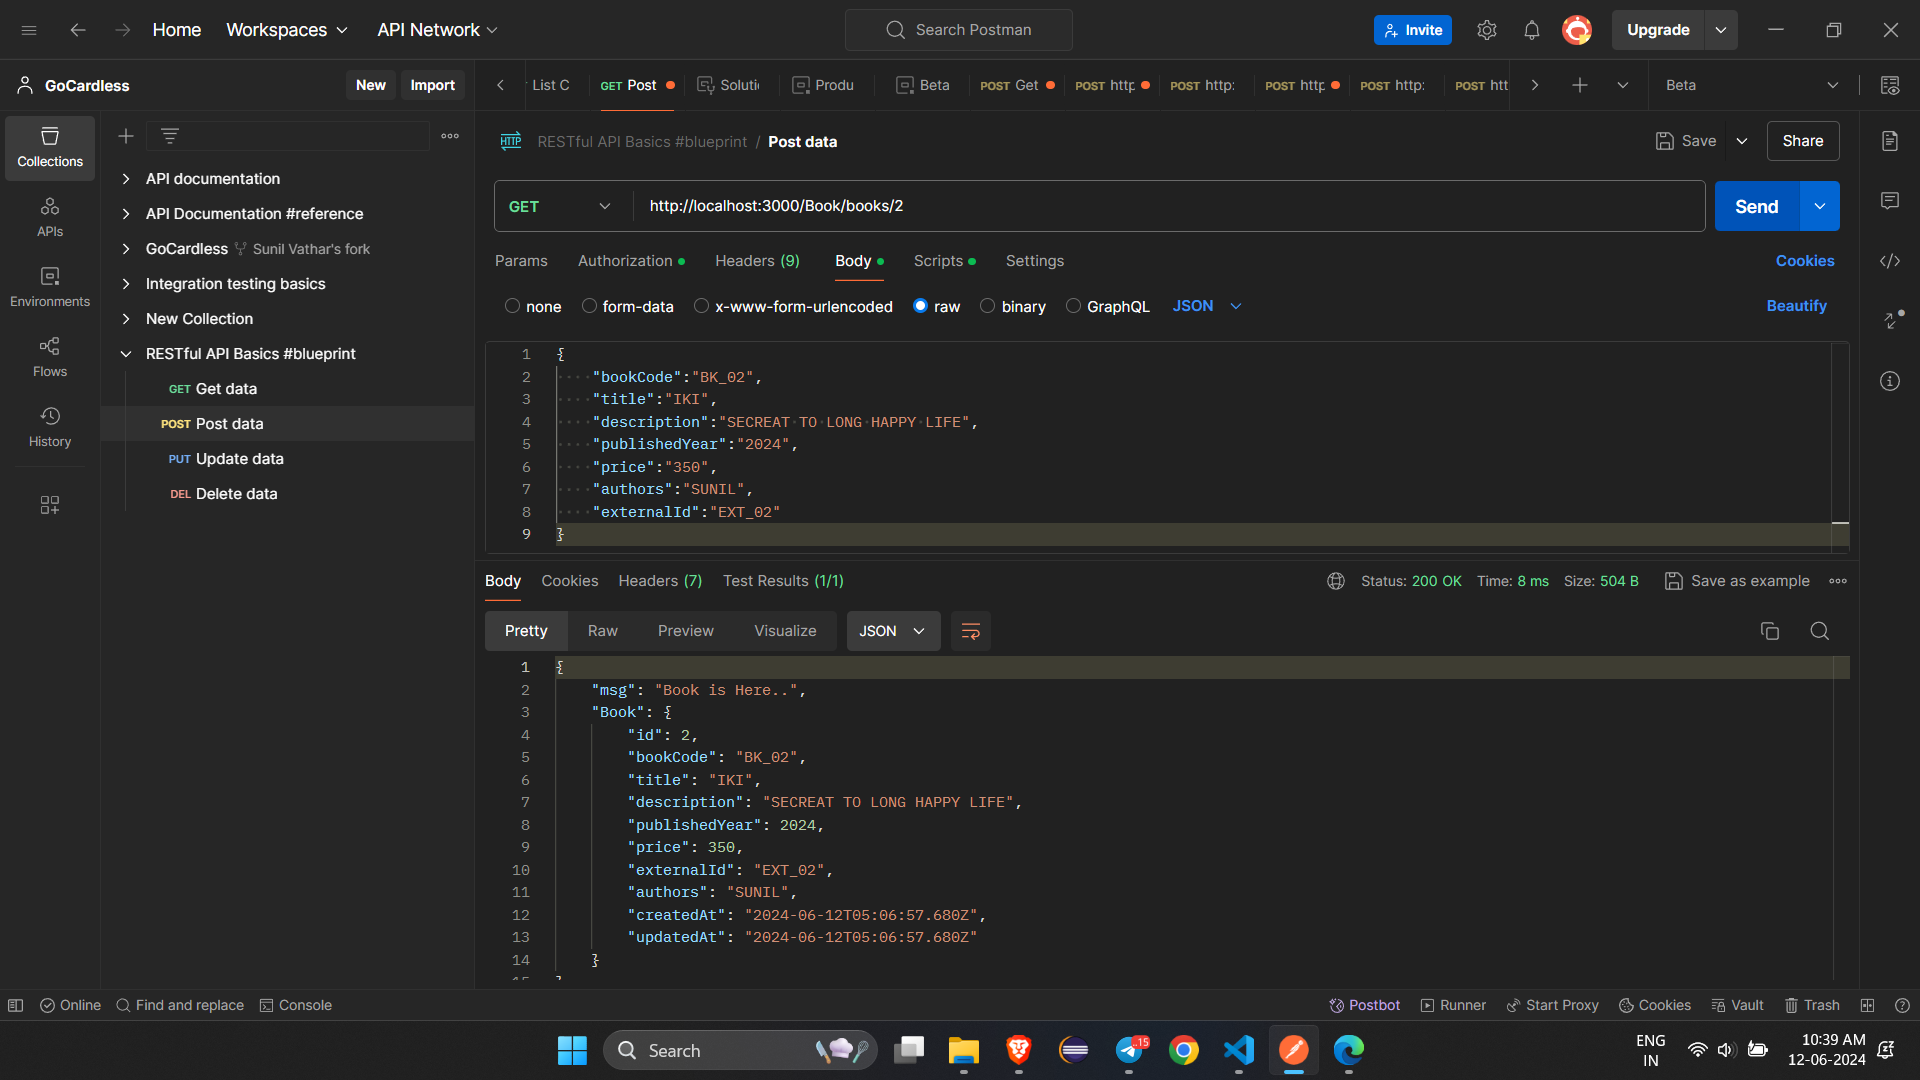 Home Workspaces API Network Search Postman Invite Upgrade
GoCardless New Import List C GET Post Solutio Produ Beta POST Get POST http POST http: POST http POST http: POST htt Beta
RESTful API Basics #blueprint / Post data Save Share
Collections
APIs
Environments
Flows
History
API documentation
API Documentation #reference
GoCardless Sunil Vathar's fork
Integration testing basics
New Collection
RESTful API Basics #blueprint
GET Get data
POST Post data
PUT Update data
DEL Delete data
GET http://localhost:3000/Book/books/2 Send
Params Authorization Headers (9) Body Scripts Settings Cookies
none form-data x-www-form-urlencoded raw binary GraphQL JSON Beautify
1 {
2 "bookCode":"BK_02",
3 "title":"IKI",
4 "description":"SECREAT TO LONG HAPPY LIFE",
5 "publishedYear":"2024",
6 "price":"350",
7 "authors":"SUNIL",
8 "externalId":"EXT_02"
9 }
Body Cookies Headers (7) Test Results (1/1) Status: 200 OK Time: 8 ms Size: 504 B Save as example
Pretty Raw Preview Visualize JSON
1 {
2 "msg": "Book is Here..",
3 "Book": {
4 "id": 2,
5 "bookCode": "BK_02",
6 "title": "IKI",
7 "description": "SECREAT TO LONG HAPPY LIFE",
8 "publishedYear": 2024,
9 "price": 350,
10 "externalId": "EXT_02",
11 "authors": "SUNIL",
12 "createdAt": "2024-06-12T05:06:57.680Z",
13 "updatedAt": "2024-06-12T05:06:57.680Z"
14 }
Online Find and replace Console Postbot Runner Start Proxy Cookies Vault Trash
Search 15 ENG IN 10:39 AM 12-06-2024